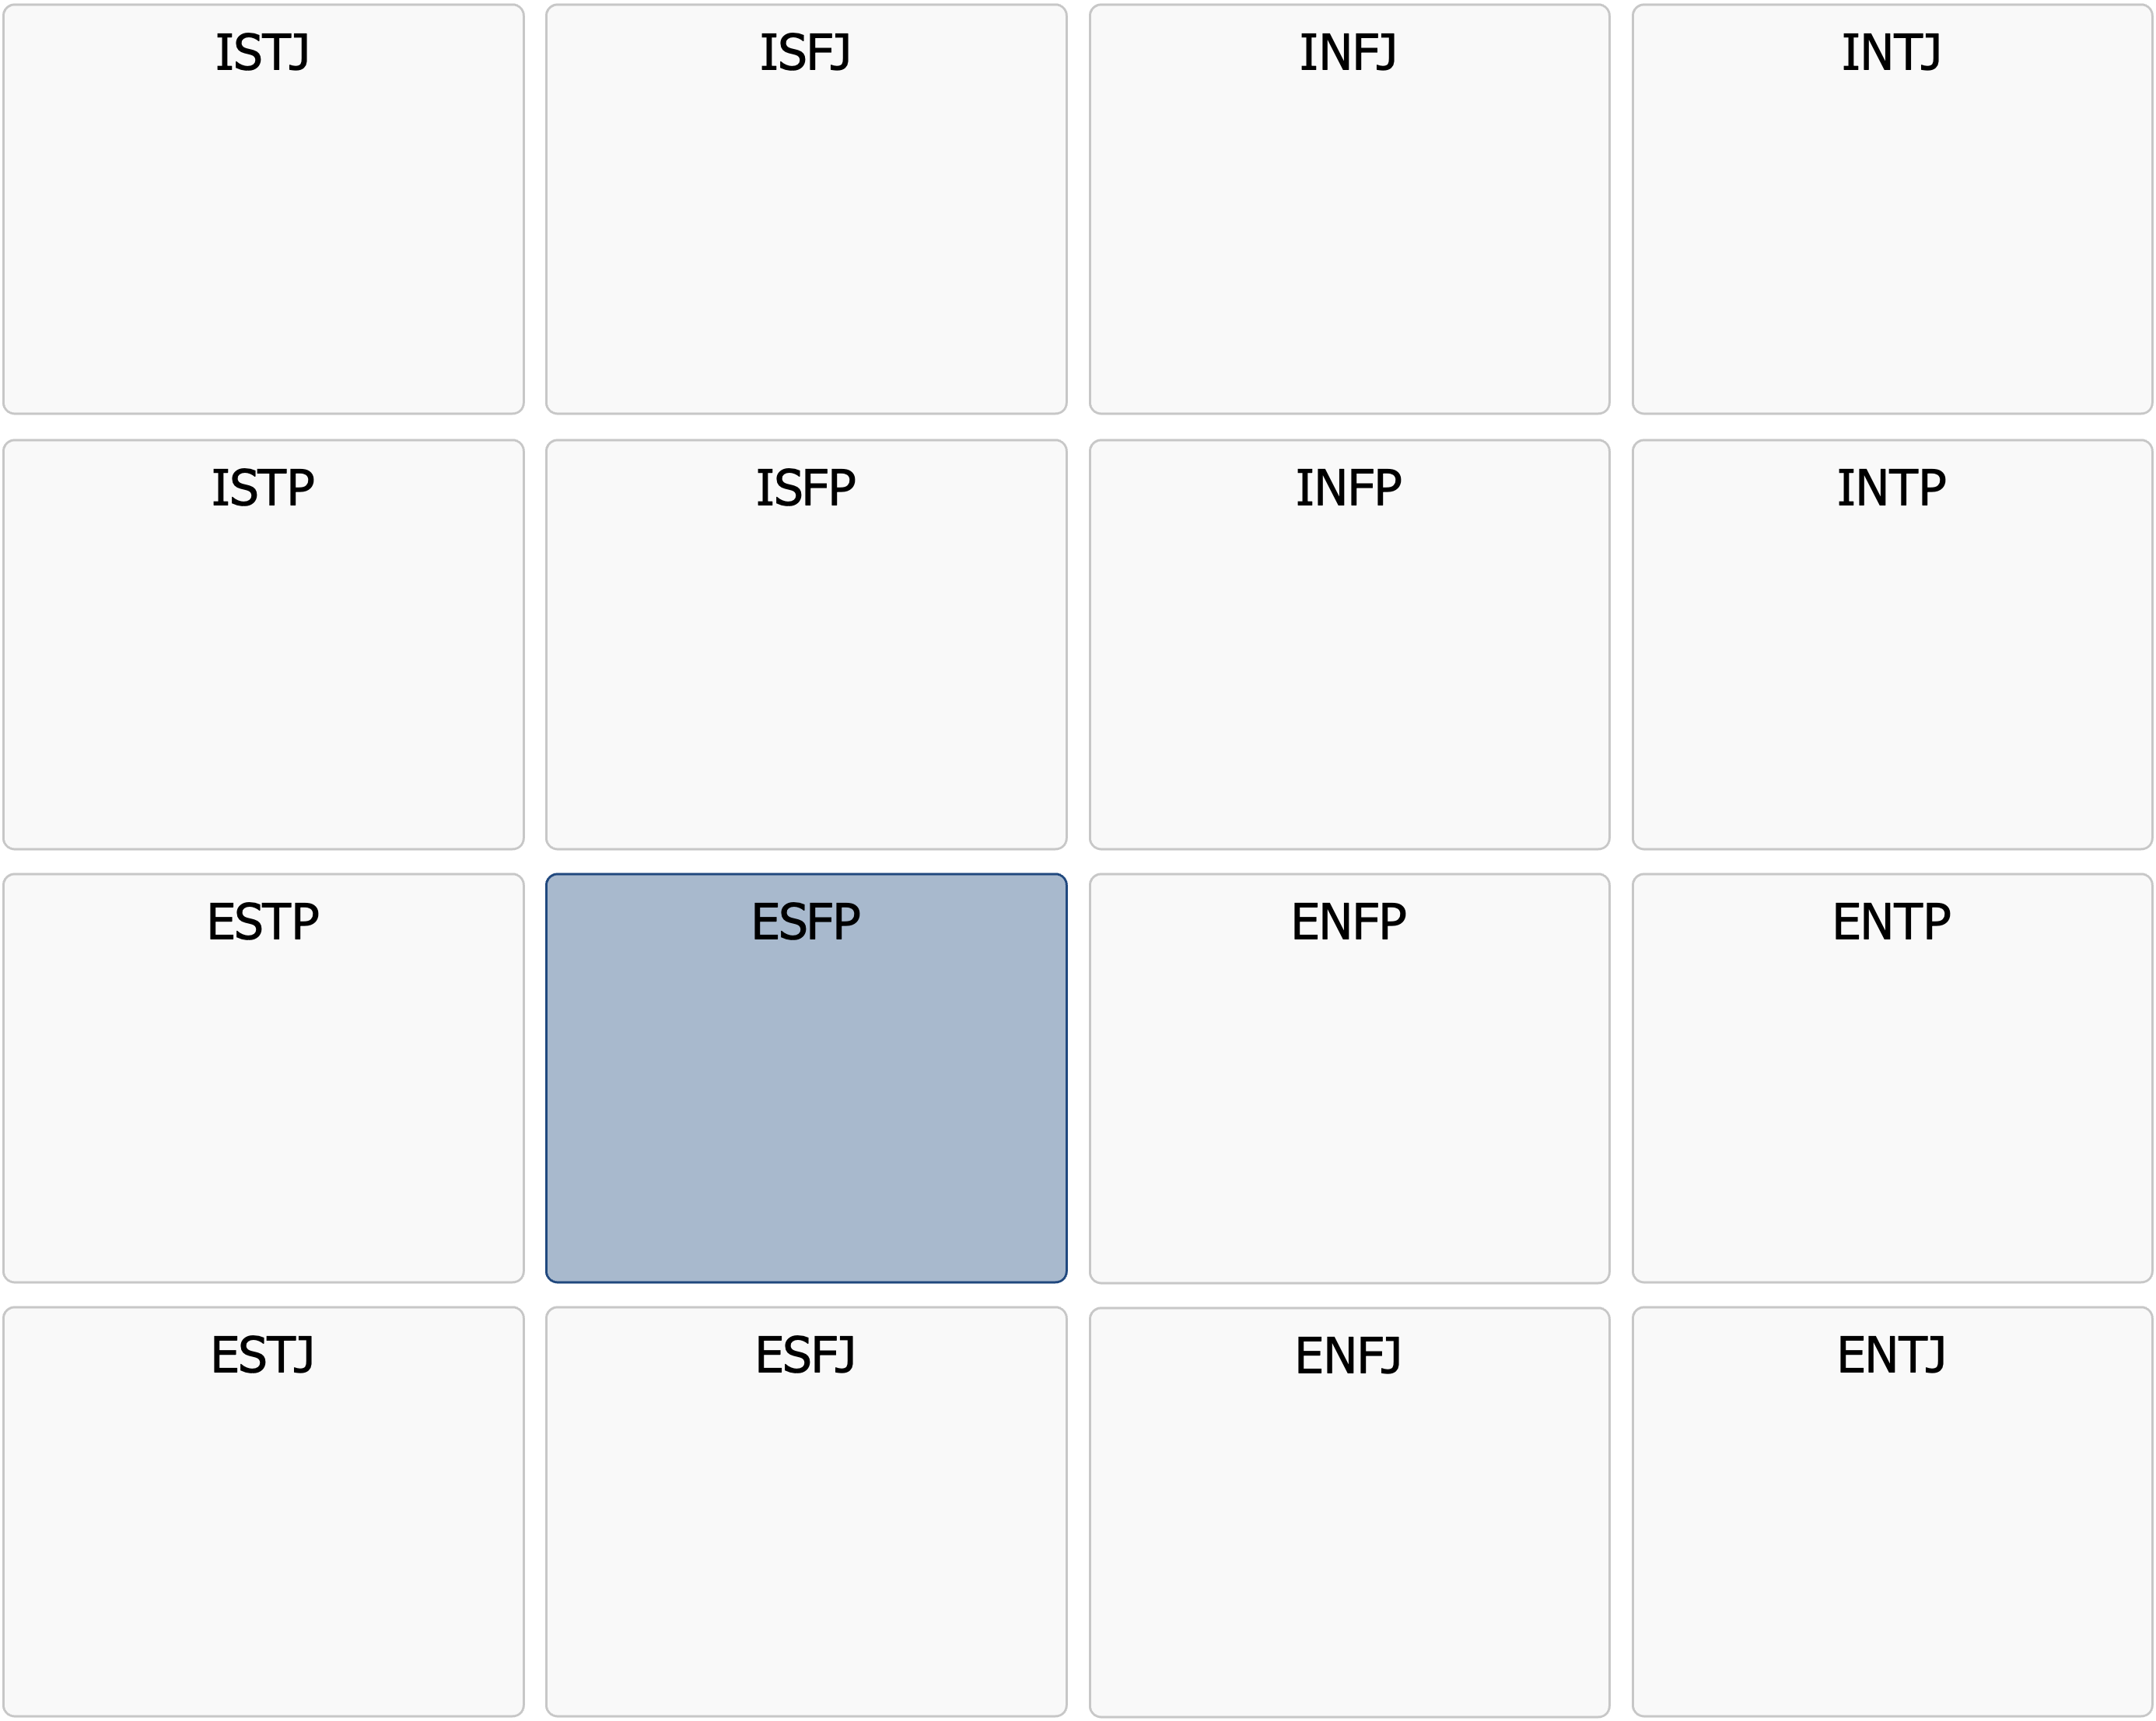 ISTJ ISFJ INFJ INTJ
ISTP ISFP INFP INTP
ESTP ESFP ENFP ENTP
ESTJ ESFJ ENFJ ENTJ